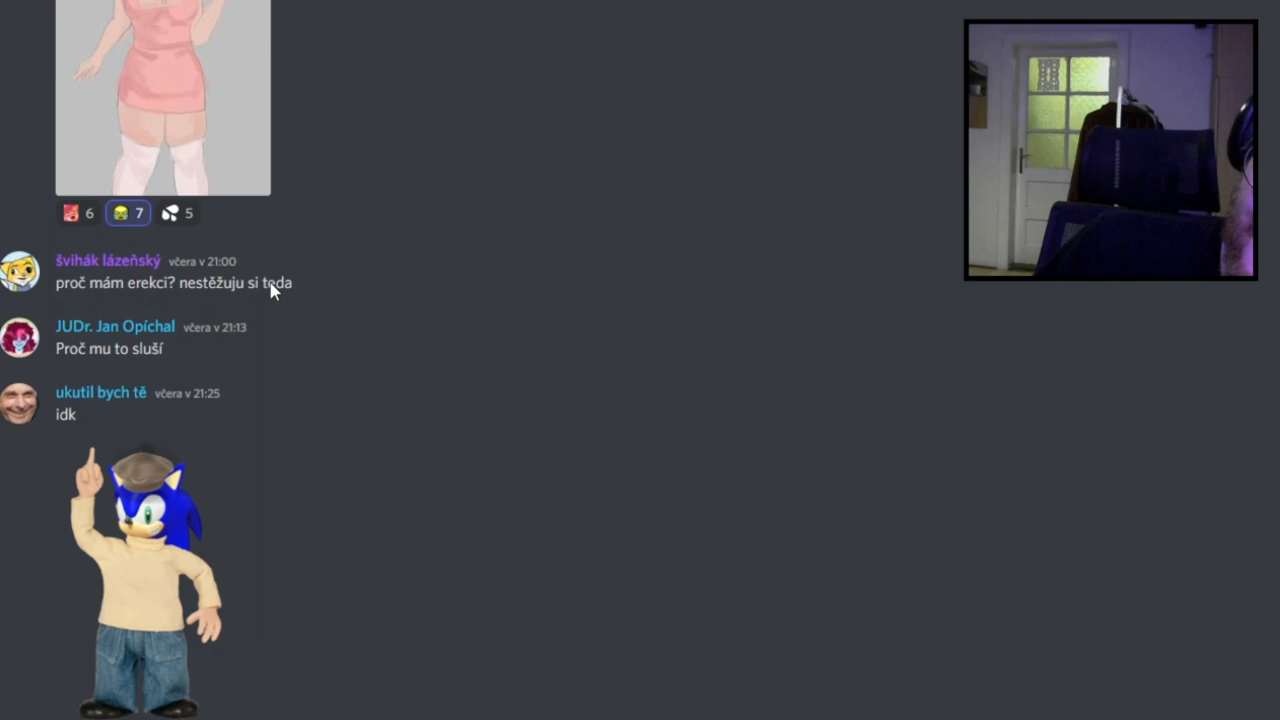 6 7 5
švihák lázeňský včera v 21:00
proč mám erekci? nestěžuju si teda
JUDr. Jan Opíchal včera v 21:13
Proč mu to sluší
ukutil bych tě včera v 21:25
idk